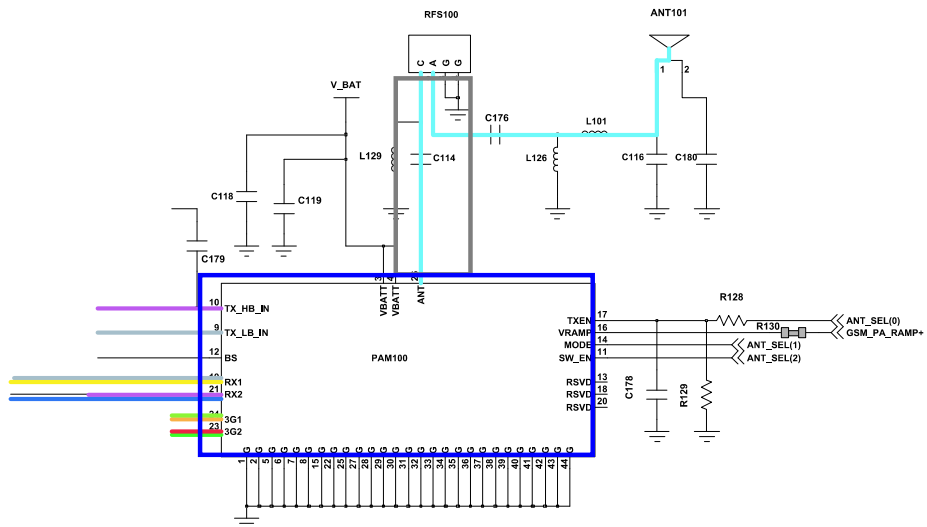 RFS100
ANT101
C
A
G
G
1
2
V_BAT
C176
L101
L129
C114
L126
C116
C180
C118
C119
C179
3
4
VBATT
VBATT
ANT
10
TX_HB_IN
9
TX_LB_IN
12
BS
RX1
21
RX2
3G1
23
3G2
PAM100
TXEN
17
VRAMP
16
MODE
14
SW_EN
11
RSVD
13
RSVD
18
RSVD
20
R128
R130
ANT_SEL(0)
GSM_PA_RAMP+
ANT_SEL(1)
ANT_SEL(2)
C178
R129
G G G G G G G G G G G G G G G G G G G G G G G G G G G
1 2 5 6 7 8 15 22 25 27 28 29 30 31 32 33 34 35 36 37 38 39 40 41 42 43 44